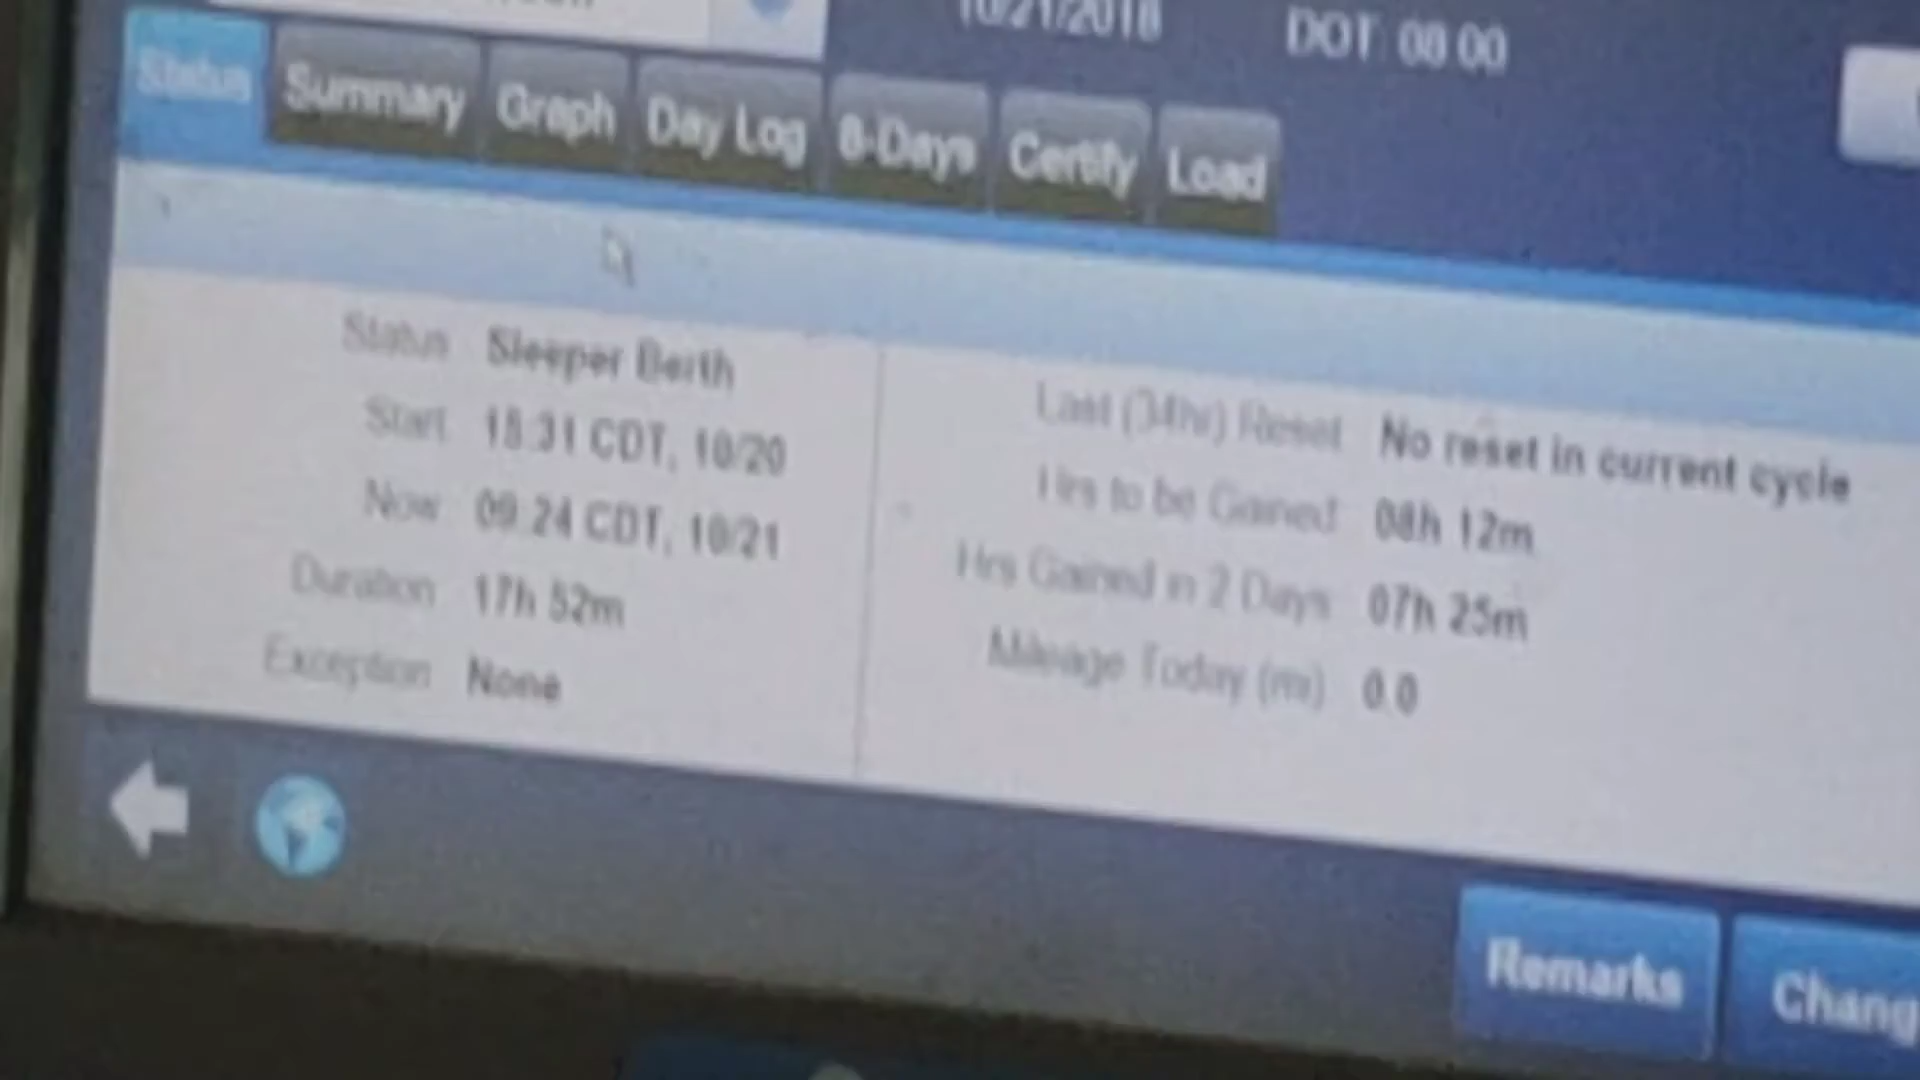 10/21/2018 DOT: 08:00
Status Summary Graph Day Log 8-Days Certify Load
Status Sleeper Berth
Start 15:31 CDT, 10/20
Now 09:24 CDT, 10/21
Duration 17h 52m
Exception None
Last (34hr) Reset No reset in current cycle
Hrs to be Gained 08h 12m
Hrs Gained in 2 Days 07h 25m
Mileage Today (mi) 0.0
Remarks